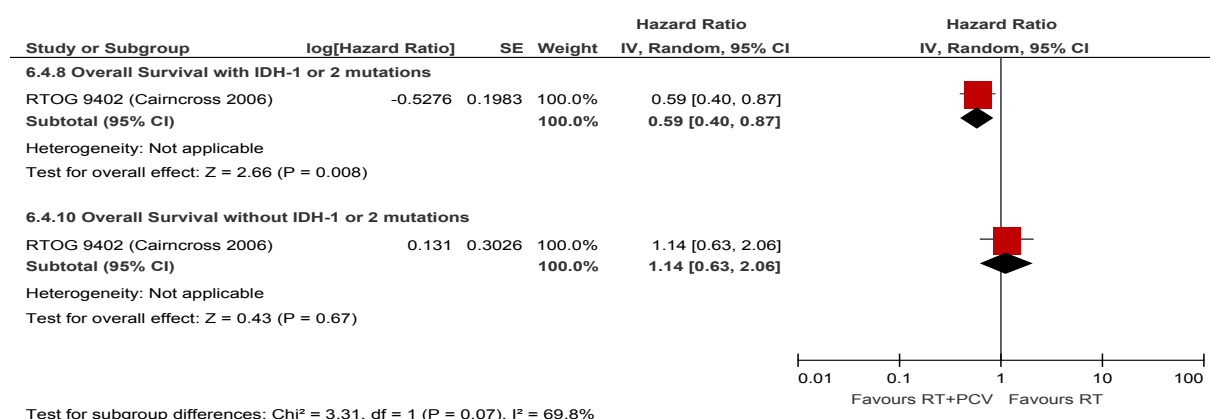 Hazard Ratio Hazard Ratio
Study or Subgroup log[Hazard Ratio] SE Weight IV, Random, 95% CI IV, Random, 95% CI
6.4.8 Overall Survival with IDH-1 or 2 mutations
RTOG 9402 (Cairncross 2006) -0.5276 0.1983 100.0% 0.59 [0.40, 0.87]
Subtotal (95% CI) 100.0% 0.59 [0.40, 0.87]
Heterogeneity: Not applicable
Test for overall effect: Z = 2.66 (P = 0.008)
6.4.10 Overall Survival without IDH-1 or 2 mutations
RTOG 9402 (Cairncross 2006) 0.131 0.3026 100.0% 1.14 [0.63, 2.06]
Subtotal (95% CI) 100.0% 1.14 [0.63, 2.06]
Heterogeneity: Not applicable
Test for overall effect: Z = 0.43 (P = 0.67)
0.01 0.1 1 10 100
Favours RT+PCV Favours RT
Test for subgroup differences: Chi² = 3.31, df = 1 (P = 0.07), I² = 69.8%